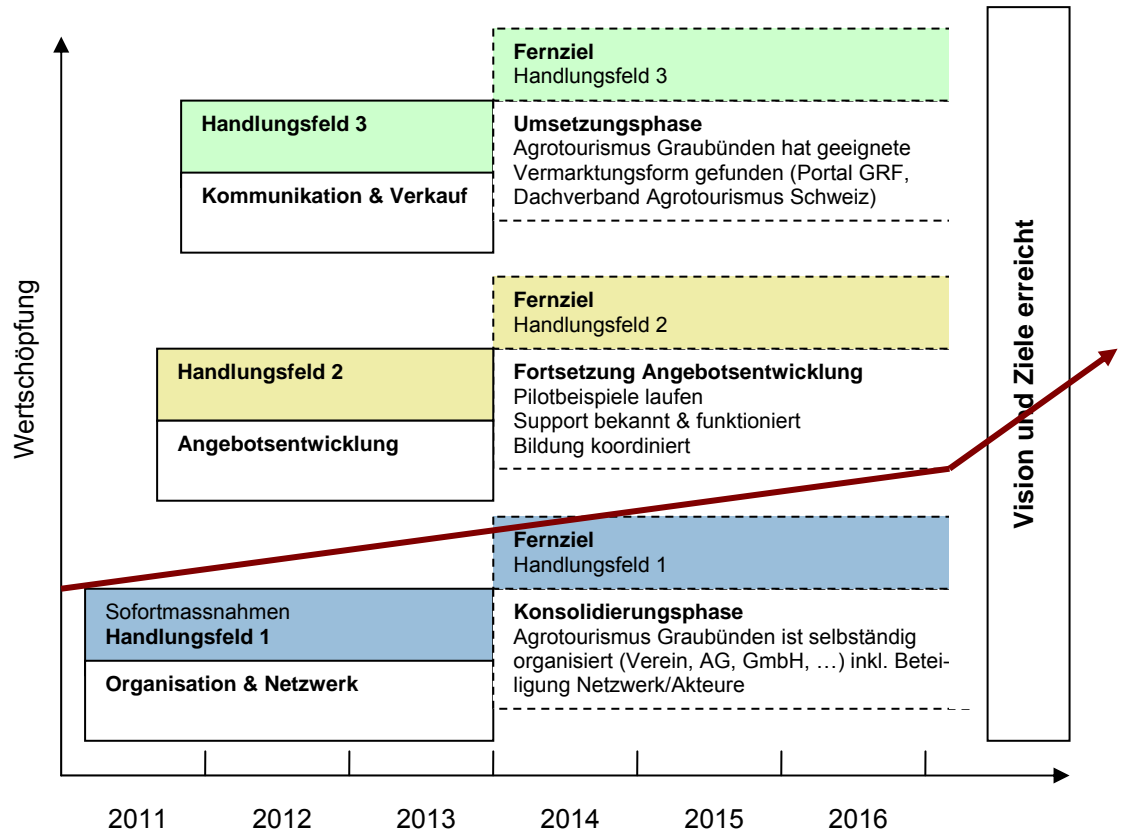 Fernziel
Handlungsfeld 3
Handlungsfeld 3
Kommunikation & Verkauf
Umsetzungsphase
Agrotourismus Graubünden hat geeignete
Vermarktungsform gefunden (Portal GRF,
Dachverband Agrotourismus Schweiz)
Fernziel
Handlungsfeld 2
Handlungsfeld 2
Angebotsentwicklung
Fortsetzung Angebotsentwicklung
Pilotbeispiele laufen
Support bekannt & funktioniert
Bildung koordiniert
Fernziel
Handlungsfeld 1
Sofortmassnahmen
Handlungsfeld 1
Organisation & Netzwerk
Konsolidierungsphase
Agrotourismus Graubünden ist selbständig
organisiert (Verein, AG, GmbH, …) inkl. Betei-
ligung Netzwerk/Akteure
Wertschöpfung
Vision und Ziele erreicht
2011 2012 2013 2014 2015 2016